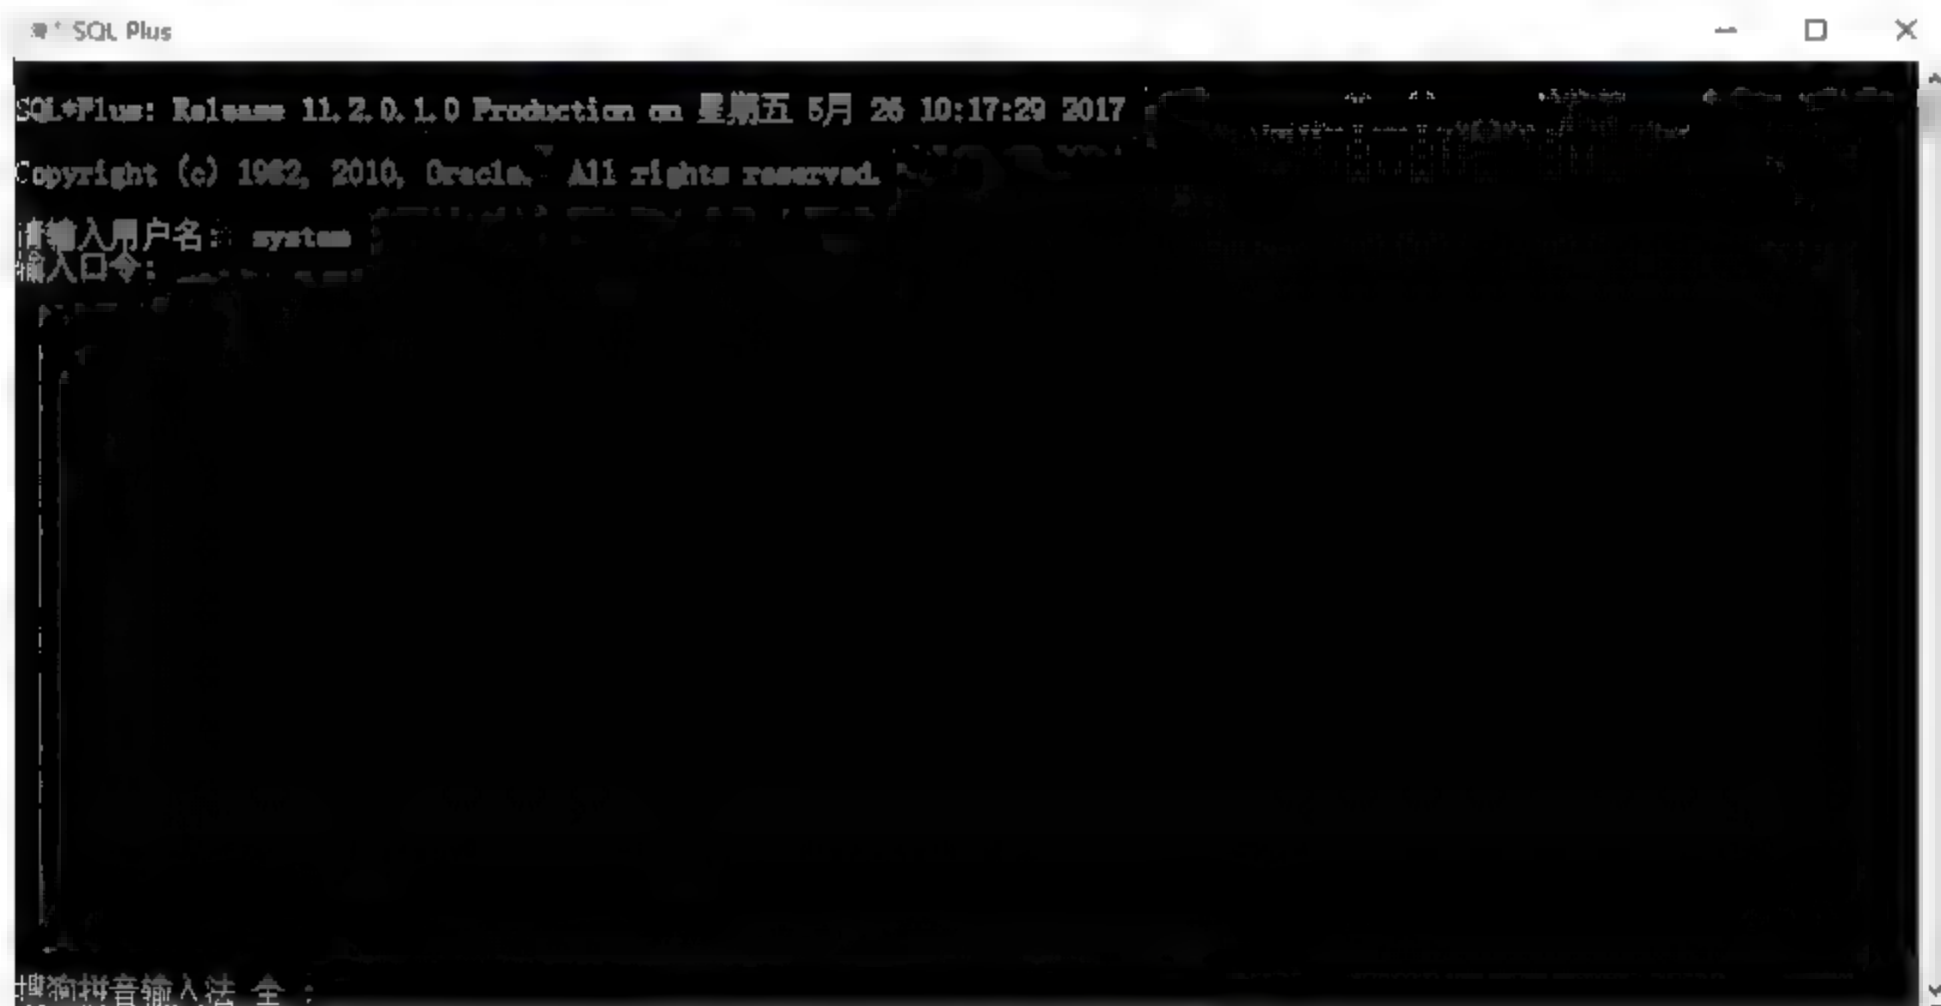 SQL Plus
SQL*Plus: Release 11.2.0.1.0 Production on 星期五 5月 26 10:17:29 2017
Copyright (c) 1982, 2010, Oracle.  All rights reserved.
请输入用户名:  system
输入口令:
搜狗拼音输入法 全 :